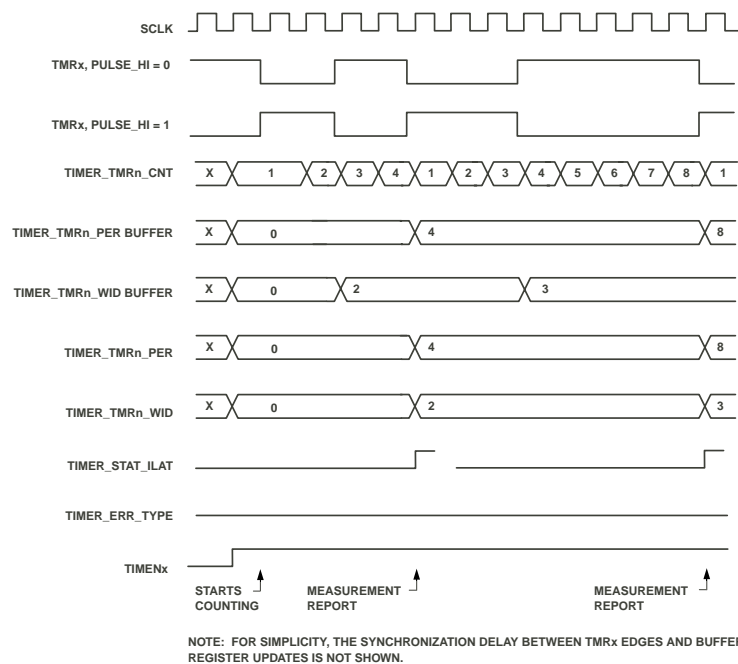 SCLK
TMRx, PULSE_HI = 0
TMRx, PULSE_HI = 1
TIMER_TMRn_CNT X 1 2 3 4 1 2 3 4 5 6 7 8 1
TIMER_TMRn_PER BUFFER X 0 4 8
TIMER_TMRn_WID BUFFER X 0 2 3
TIMER_TMRn_PER X 0 4 8
TIMER_TMRn_WID X 0 2 3
TIMER_STAT_ILAT
TIMER_ERR_TYPE
TIMENx
STARTS COUNTING
MEASUREMENT REPORT
MEASUREMENT REPORT
NOTE: FOR SIMPLICITY, THE SYNCHRONIZATION DELAY BETWEEN TMRx EDGES AND BUFFER
REGISTER UPDATES IS NOT SHOWN.